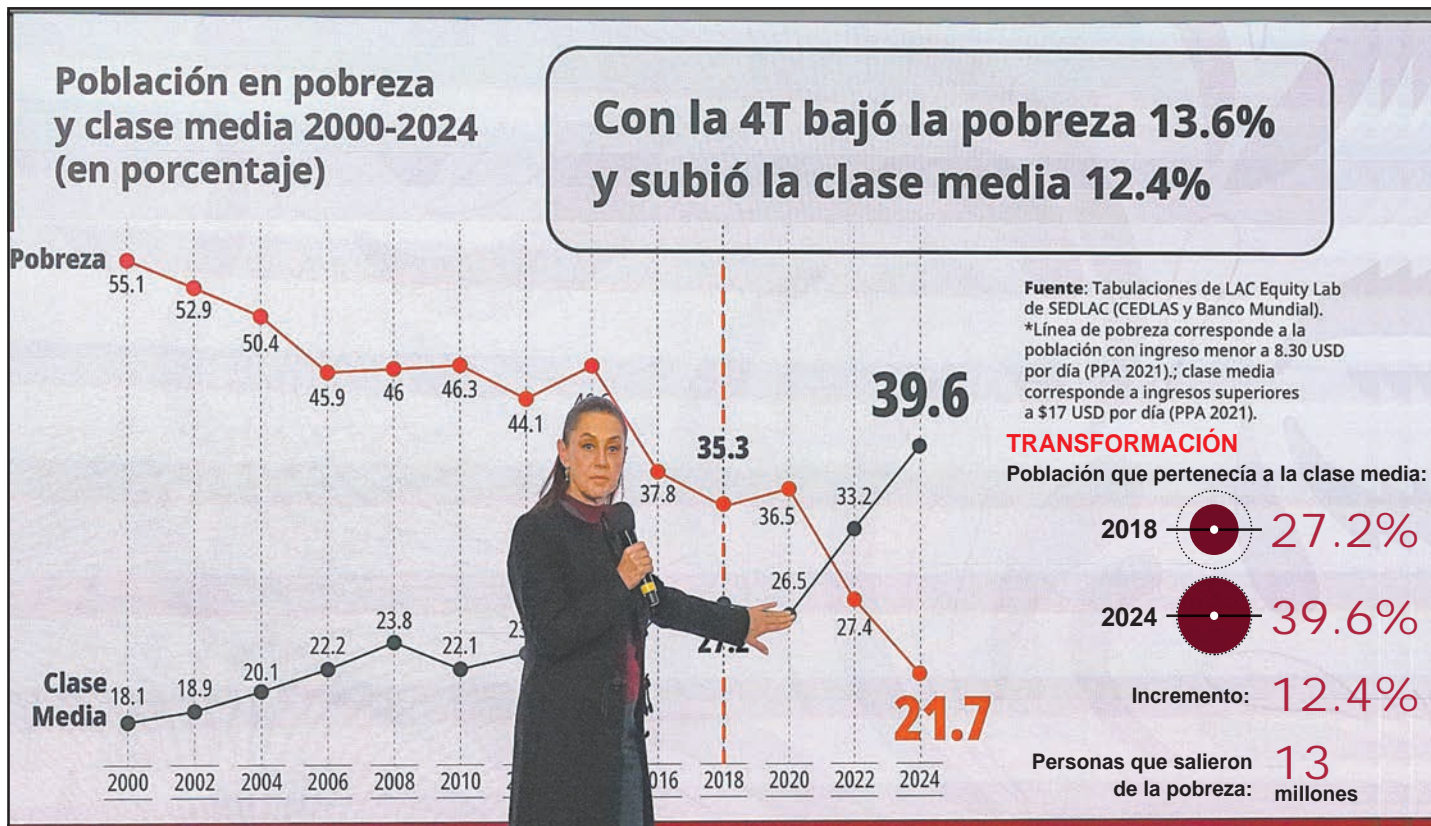 Población en pobreza
y clase media 2000-2024
(en porcentaje)
Con la 4T bajó la pobreza 13.6%
y subió la clase media 12.4%
Pobreza
55.1
52.9
50.4
45.9
46
46.3
44.1
37.8
35.3
36.5
27.4
21.7
Fuente: Tabulaciones de LAC Equity Lab
de SEDLAC (CEDLAS y Banco Mundial).
*Línea de pobreza corresponde a la
población con ingreso menor a 8.30 USD
por día (PPA 2021).; clase media
corresponde a ingresos superiores
a $17 USD por día (PPA 2021).
Clase
Media
18.1
18.9
20.1
22.2
23.8
22.1
27.2
26.5
33.2
39.6
2000 2002 2004 2006 2008 2010 2018 2020 2022 2024
TRANSFORMACIÓN
Población que pertenecía a la clase media:
2018 27.2%
2024 39.6%
Incremento: 12.4%
Personas que salieron
de la pobreza:
13
millones